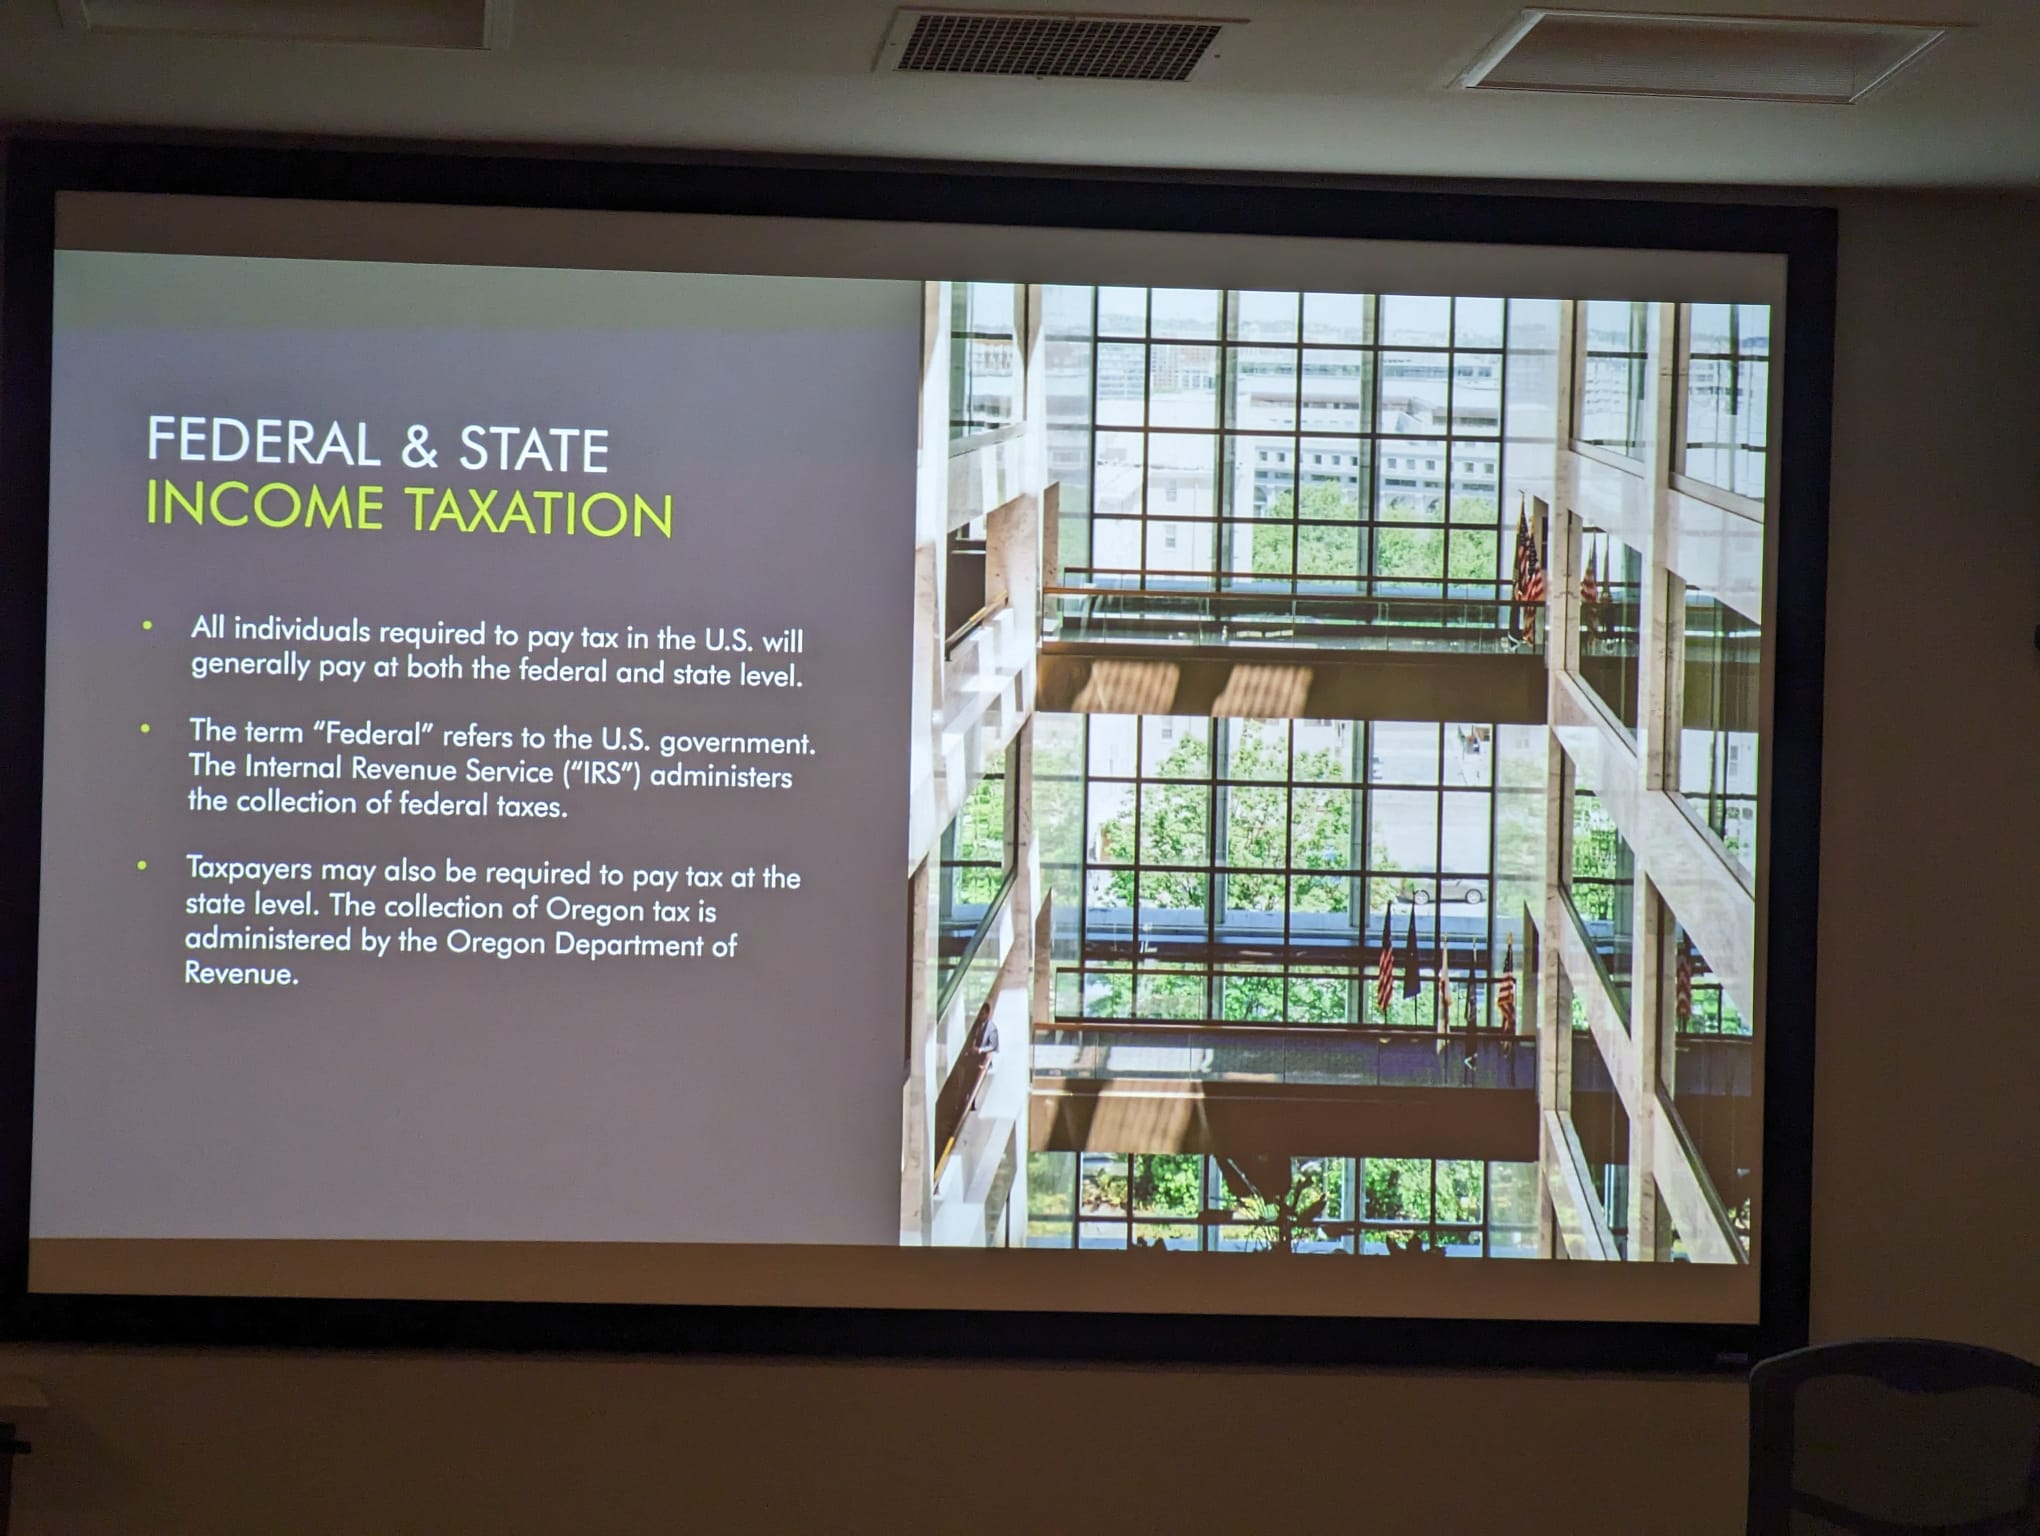 FEDERAL & STATE
INCOME TAXATION
• All individuals required to pay tax in the U.S. will
generally pay at both the federal and state level.
• The term “Federal” refers to the U.S. government.
The Internal Revenue Service (“IRS”) administers
the collection of federal taxes.
• Taxpayers may also be required to pay tax at the
state level. The collection of Oregon tax is
administered by the Oregon Department of
Revenue.